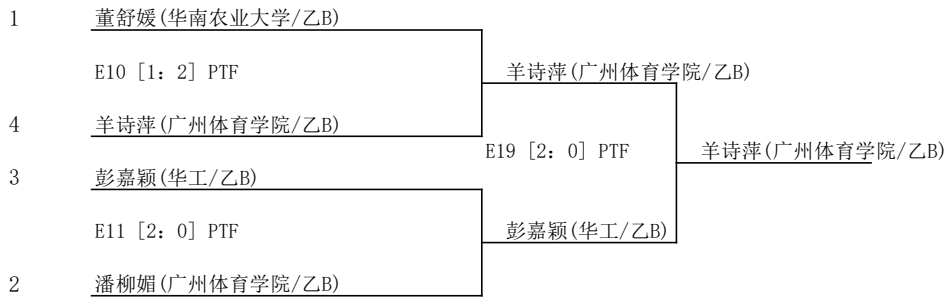 1 董舒媛(华南农业大学/乙B)
E10 [1: 2] PTF
羊诗萍(广州体育学院/乙B)
4 羊诗萍(广州体育学院/乙B)
E19 [2: 0] PTF
羊诗萍(广州体育学院/乙B)
3 彭嘉颖(华工/乙B)
E11 [2: 0] PTF
彭嘉颖(华工/乙B)
2 潘柳媚(广州体育学院/乙B)